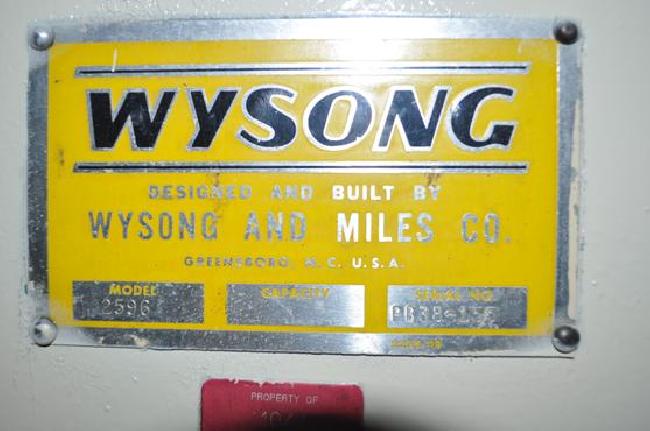 WYSONG
DESIGNED AND BUILT BY
WYSONG AND MILES CO.
GREENSBORO, N.C. U.S.A.
MODEL CAPACITY SERIAL NO
2596
PROPERTY OF